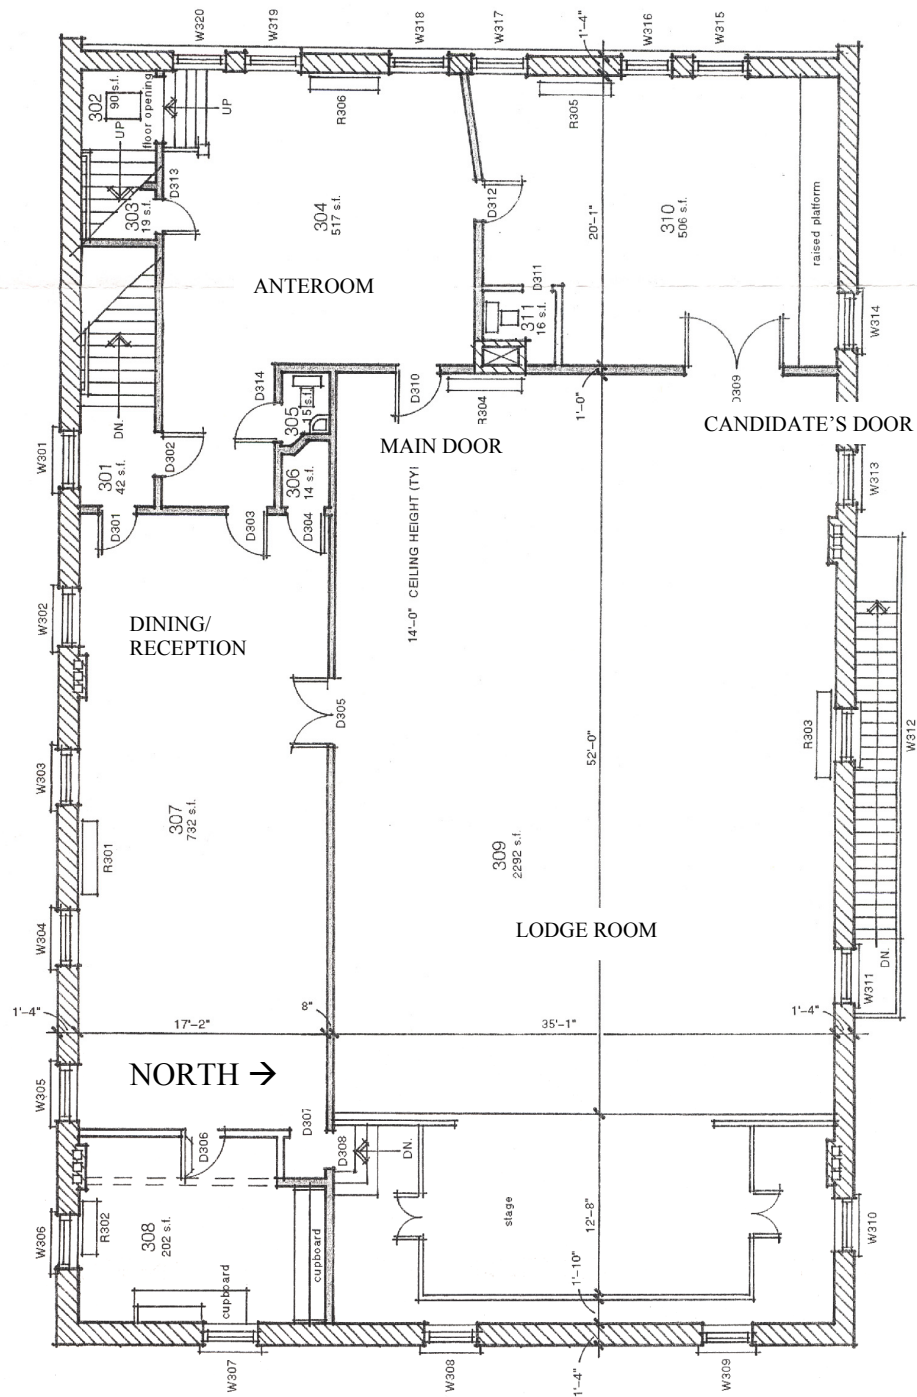 W320
W319
W318
W317
1'-4"
W316
W315
302
90 s.f.
floor opening
UP
UP
R306
R305
D313
303
19 s.f.
304
517 s.f.
D312
20'-1"
310
506 s.f.
raised platform
ANTEROOM
D311
311
16 s.f.
W314
DN.
D314
305
15 s.f.
D310
R304
1'-0"
D309
MAIN DOOR
CANDIDATE'S DOOR
W301
301
42 s.f.
D302
306
14 s.f.
W313
D301
D303
D304
14'-0" CEILING HEIGHT
W302
DINING/
RECEPTION
D305
R303
W312
52'-0"
W303
307
732 s.f.
R301
309
2292 s.f.
W304
LODGE ROOM
DN.
W311
1'-4"
17'-2"
8"
35'-1"
1'-4"
NORTH →
W305
D306
D307
D308
DN.
W306
R302
308
202 s.f.
stage
12'-8"
W310
cupboard
cupboard
1'-10"
W307
W308
1'-4"
W309